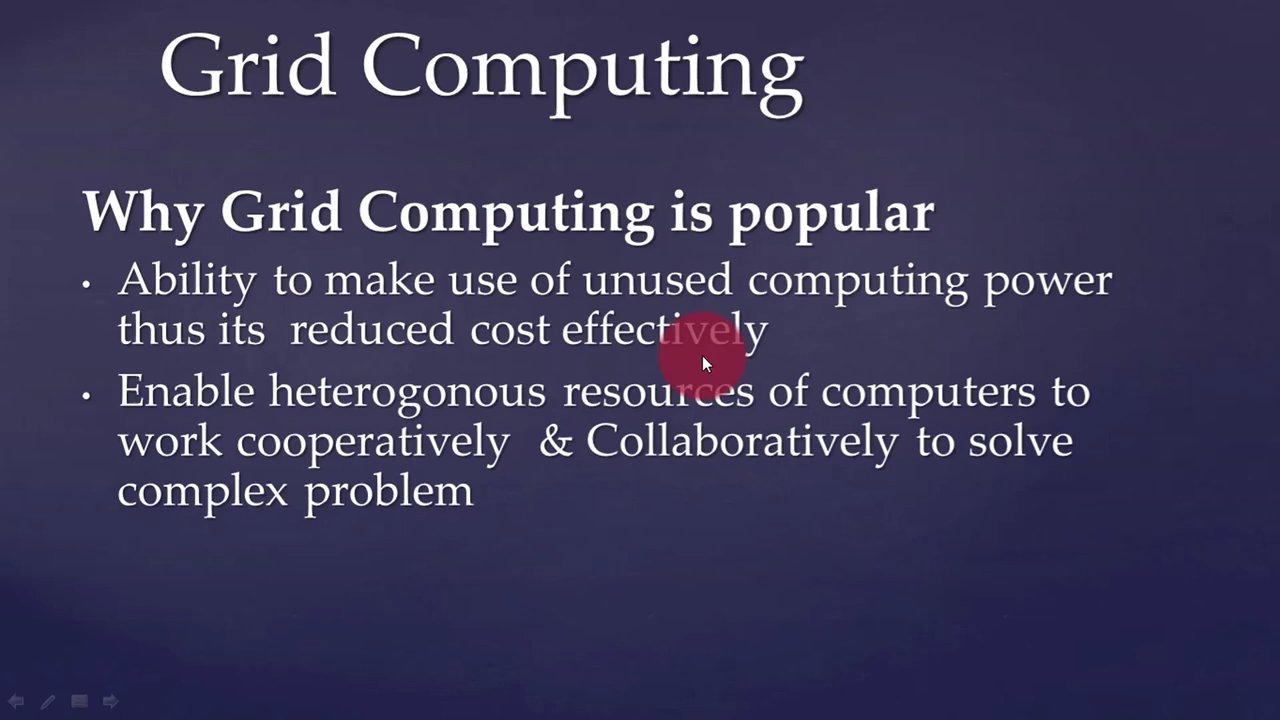 Grid Computing
Why Grid Computing is popular
• Ability to make use of unused computing power
thus its reduced cost effectively
• Enable heterogonous resources of computers to
work cooperatively & Collaboratively to solve
complex problem